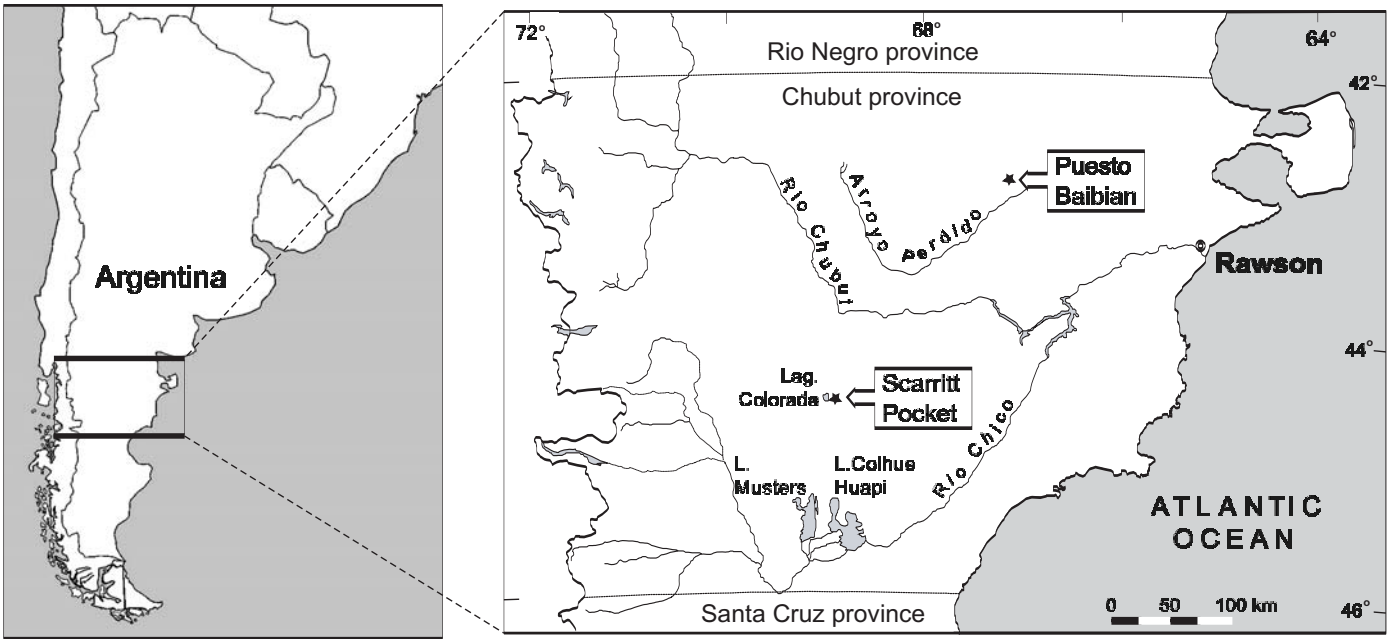 Argentina
72°
68°
64°
Rio Negro province
42°
Chubut province
Puesto
Baibian
Rio Chubut
Arroyo
Perdido
Rawson
44°
Lag.
Colorada
Scarritt
Pocket
Rio Chico
L.
Musters
L.Colhue
Huapi
ATLANTIC
OCEAN
0 50 100 km
Santa Cruz province
46°